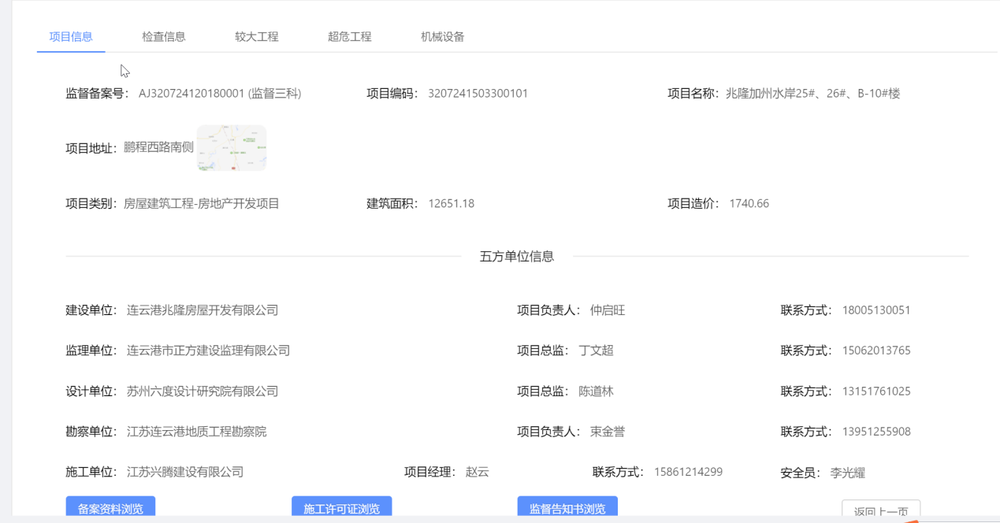 项目信息 检查信息 较大工程 超危工程 机械设备
监督备案号： AJ320724120180001 (监督三科) 项目编码： 3207241503300101 项目名称：兆隆加州水岸25#、26#、B-10#楼
项目地址：鹏程西路南侧
项目类别：房屋建筑工程-房地产开发项目 建筑面积： 12651.18 项目造价： 1740.66
五方单位信息
建设单位： 连云港兆隆房屋开发有限公司 项目负责人： 仲启旺 联系方式： 18005130051
监理单位： 连云港市正方建设监理有限公司 项目总监： 丁文超 联系方式： 15062013765
设计单位： 苏州六度设计研究院有限公司 项目总监： 陈道林 联系方式： 13151761025
勘察单位： 江苏连云港地质工程勘察院 项目负责人： 束金誉 联系方式： 13951255908
施工单位： 江苏兴腾建设有限公司 项目经理： 赵云 联系方式： 15861214299 安全员： 李光耀
备案资料浏览 施工许可证浏览 监督告知书浏览 返回上一页